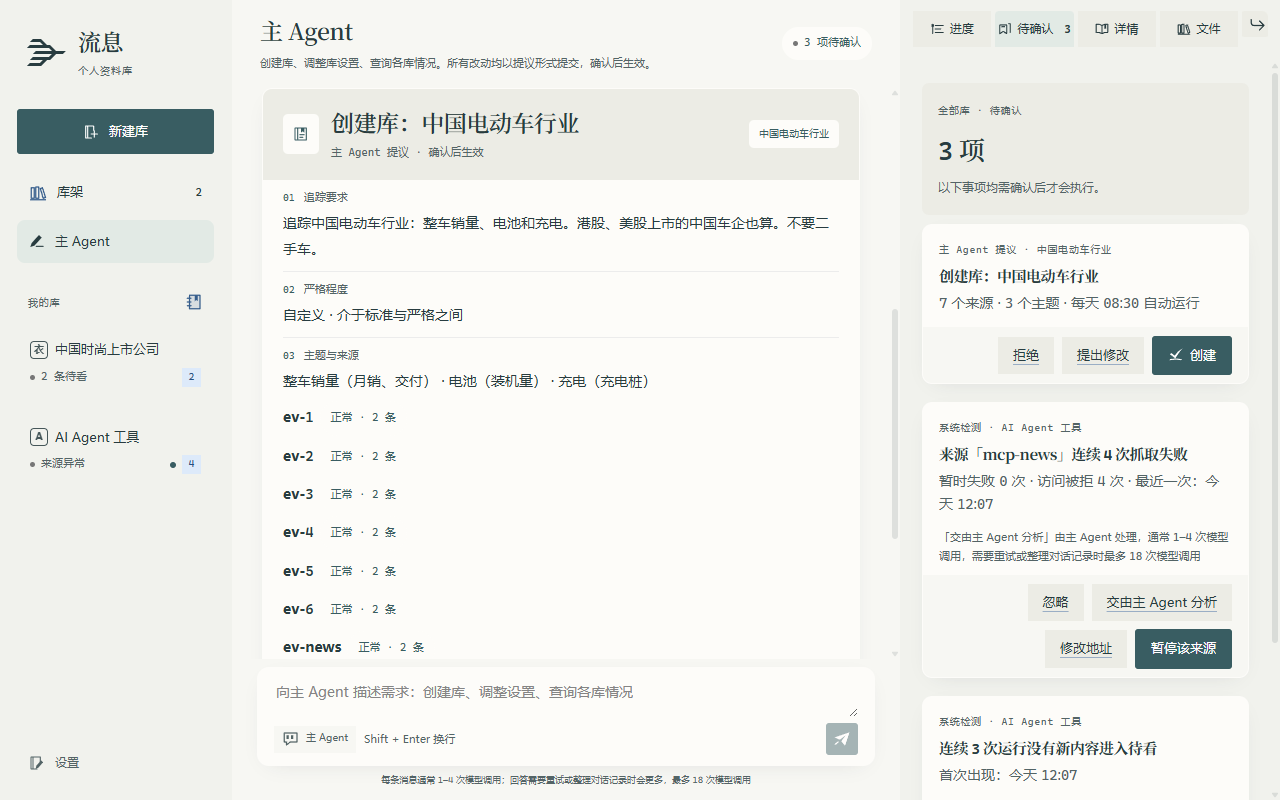 流息
个人资料库
新建库
库架 2
主 Agent
我的库
衣 中国时尚上市公司
2 条待看 2
A AI Agent 工具
来源异常 4
设置
主 Agent
创建库、调整库设置、查询各库情况。所有改动均以提议形式提交，确认后生效。
3 项待确认
创建库：中国电动车行业
主 Agent 提议 · 确认后生效
中国电动车行业
01 追踪要求
追踪中国电动车行业：整车销量、电池和充电。港股、美股上市的中国车企也算。不要二
手车。
02 严格程度
自定义 · 介于标准与严格之间
03 主题与来源
整车销量（月销、交付） · 电池（装机量） · 充电（充电桩）
ev-1 正常 · 2 条
ev-2 正常 · 2 条
ev-3 正常 · 2 条
ev-4 正常 · 2 条
ev-5 正常 · 2 条
ev-6 正常 · 2 条
ev-news 正常 · 2 条
向主 Agent 描述需求：创建库、调整设置、查询各库情况
主 Agent Shift + Enter 换行
每条消息通常 1–4 次模型调用；回答需要重试或整理对话记录时会更多，最多 18 次模型调用
进度 待确认 3 详情 文件
全部库 · 待确认
3 项
以下事项均需确认后才会执行。
主 Agent 提议 · 中国电动车行业
创建库：中国电动车行业
7 个来源 · 3 个主题 · 每天 08:30 自动运行
拒绝 提出修改 创建
系统检测 · AI Agent 工具
来源「mcp-news」连续 4 次抓取失败
暂时失败 0 次 · 访问被拒 4 次 · 最近一次：今
天 12:07
「交由主 Agent 分析」由主 Agent 处理，通常 1–4 次模型
调用，需要重试或整理对话记录时最多 18 次模型调用
忽略 交由主 Agent 分析
修改地址 暂停该来源
系统检测 · AI Agent 工具
连续 3 次运行没有新内容进入待看
首次出现：今天 12:07